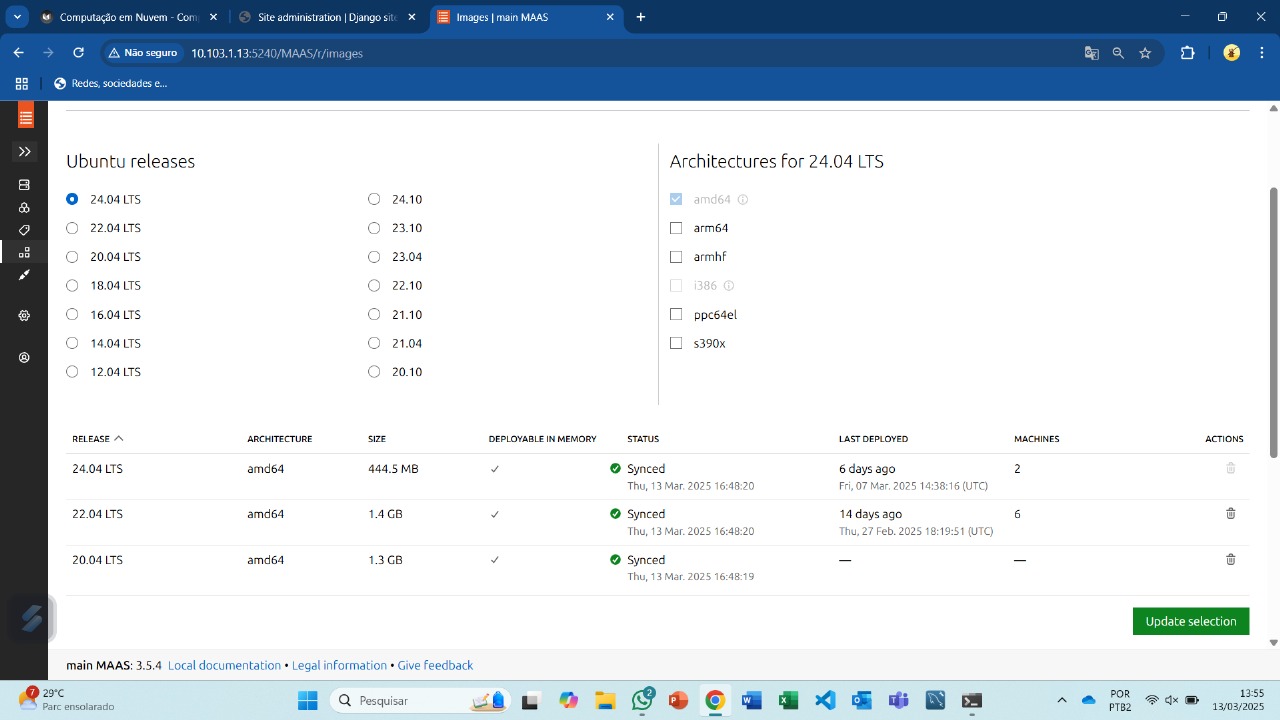 Computação em Nuvem - Com
Site administration | Django site
Images | main MAAS
Não seguro
10.103.1.13:5240/MAAS/r/images
Redes, sociedades e...
Ubuntu releases
Architectures for 24.04 LTS
24.04 LTS 24.10 amd64
22.04 LTS 23.10 arm64
20.04 LTS 23.04 armhf
18.04 LTS 22.10 i386
16.04 LTS 21.10 ppc64el
14.04 LTS 21.04 s390x
12.04 LTS 20.10
RELEASE ARCHITECTURE SIZE DEPLOYABLE IN MEMORY STATUS LAST DEPLOYED MACHINES ACTIONS
24.04 LTS amd64 444.5 MB Synced 6 days ago 2
Thu, 13 Mar. 2025 16:48:20 Fri, 07 Mar. 2025 14:38:16 (UTC)
22.04 LTS amd64 1.4 GB Synced 14 days ago 6
Thu, 13 Mar. 2025 16:48:20 Thu, 27 Feb. 2025 18:19:51 (UTC)
20.04 LTS amd64 1.3 GB Synced — —
Thu, 13 Mar. 2025 16:48:19
Update selection
main MAAS: 3.5.4 Local documentation • Legal information • Give feedback
7
29°C
Parc ensolarado
Pesquisar
2
POR
PTB2
13:55
13/03/2025